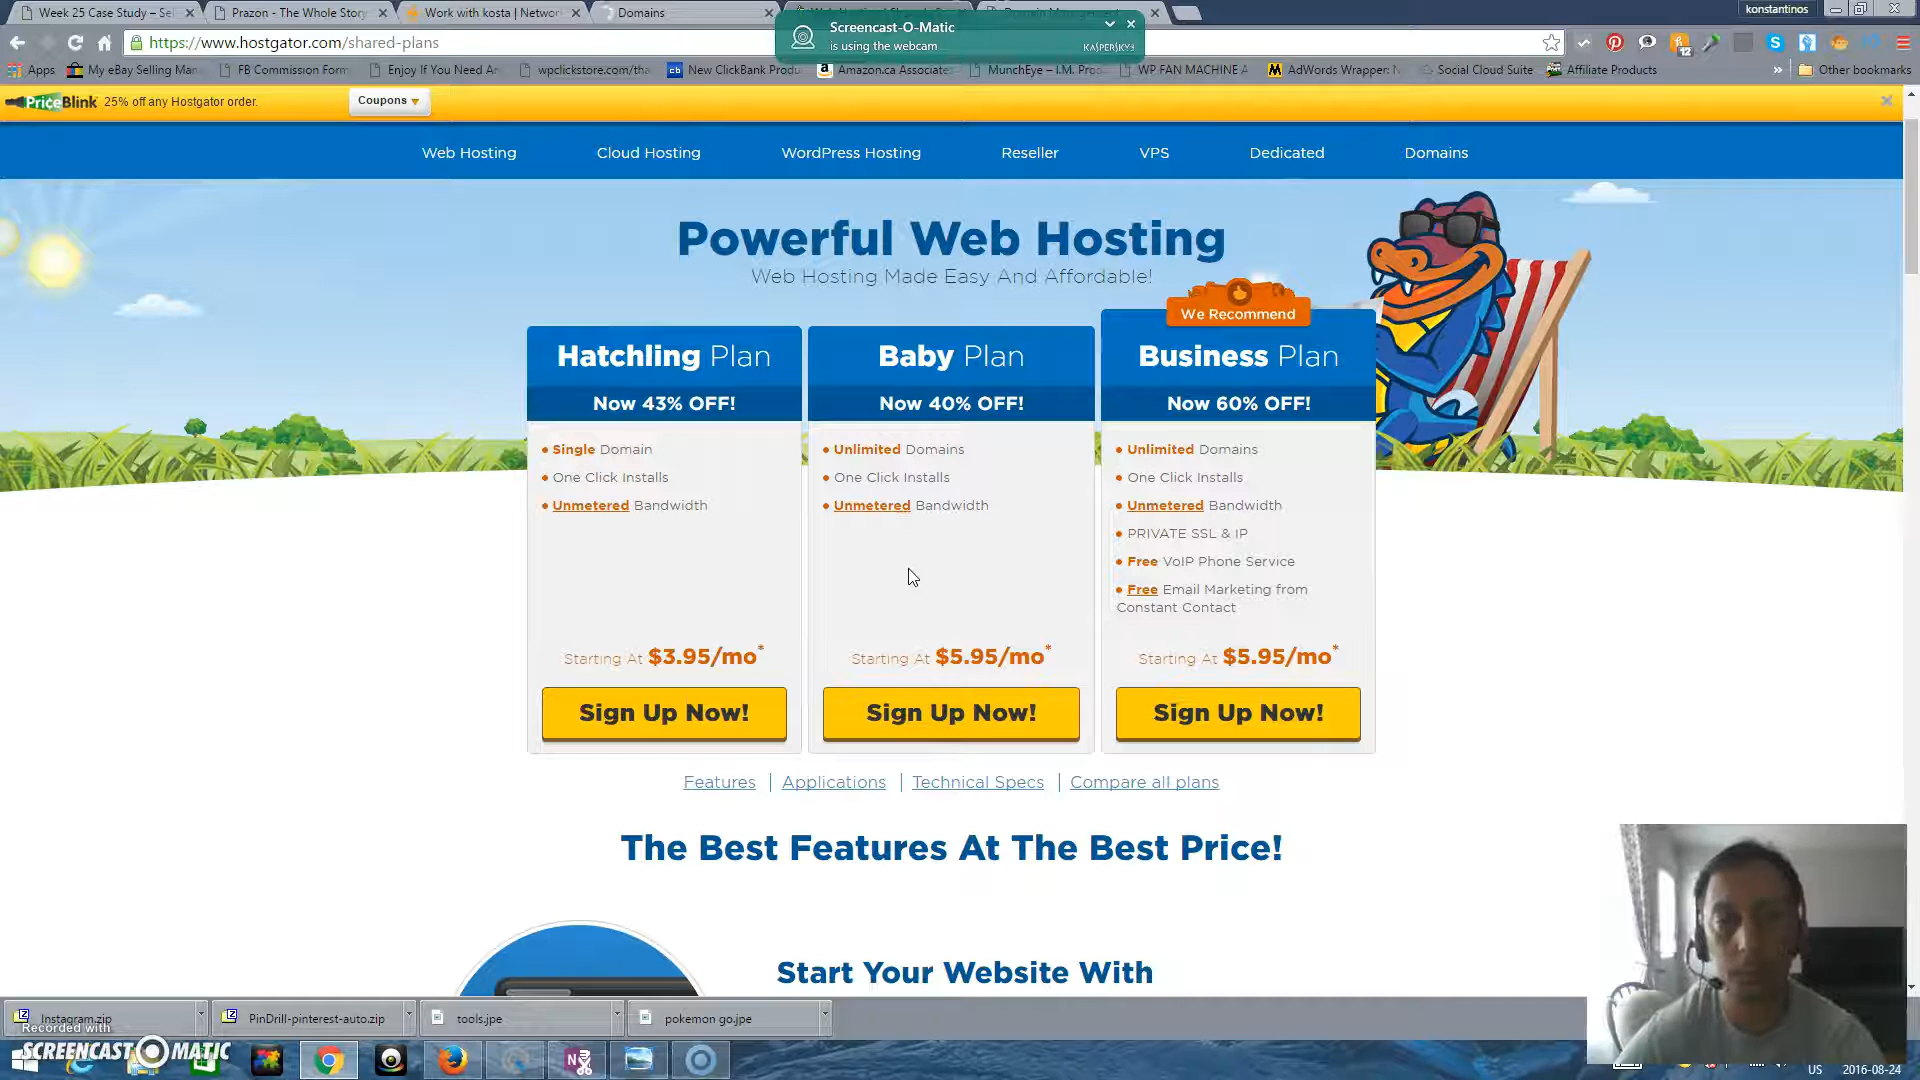 Week 25 Case Study – Sel
Prazon - The Whole Story
Work with kosta | Networ
Domains
konstantinos
Screencast-O-Matic
is using the webcam
KASPERSKY
https://www.hostgator.com/shared-plans
12
Apps
My eBay Selling Man
FB Commission Form
Enjoy If You Need An
wpclickstore.com/tha
New ClickBank Produ
Amazon.ca Associate
MunchEye – I.M. Pro
WP FAN MACHINE A
AdWords Wrapper: N
Social Cloud Suite
Affiliate Products
»
Other bookmarks
PriceBlink
25% off any Hostgator order.
Coupons
Web Hosting
Cloud Hosting
WordPress Hosting
Reseller
VPS
Dedicated
Domains
Powerful Web Hosting
Web Hosting Made Easy And Affordable!
We Recommend
Hatchling Plan
Now 43% OFF!
• Single Domain
• One Click Installs
• Unmetered Bandwidth
Starting At $3.95/mo*
Sign Up Now!
Baby Plan
Now 40% OFF!
• Unlimited Domains
• One Click Installs
• Unmetered Bandwidth
Starting At $5.95/mo*
Sign Up Now!
Business Plan
Now 60% OFF!
• Unlimited Domains
• One Click Installs
• Unmetered Bandwidth
• PRIVATE SSL & IP
• Free VoIP Phone Service
• Free Email Marketing from
Constant Contact
Starting At $5.95/mo*
Sign Up Now!
Features | Applications | Technical Specs | Compare all plans
The Best Features At The Best Price!
Start Your Website With
Instagram.zip
PinDrill-pinterest-auto.zip
tools.jpe
pokemon go.jpe
Recorded with
SCREENCAST-O-MATIC
US
2016-08-24